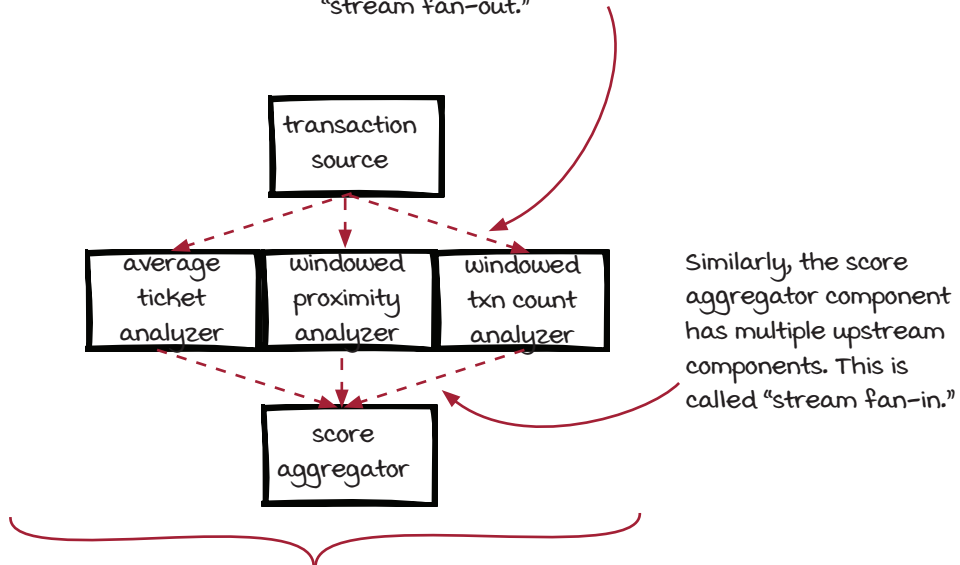 “stream fan-out.”
transaction
source
average
ticket
analyzer
windowed
proximity
analyzer
windowed
txn count
analyzer
Similarly, the score
aggregator component
has multiple upstream
components. This is
called “stream fan-in.”
score
aggregator